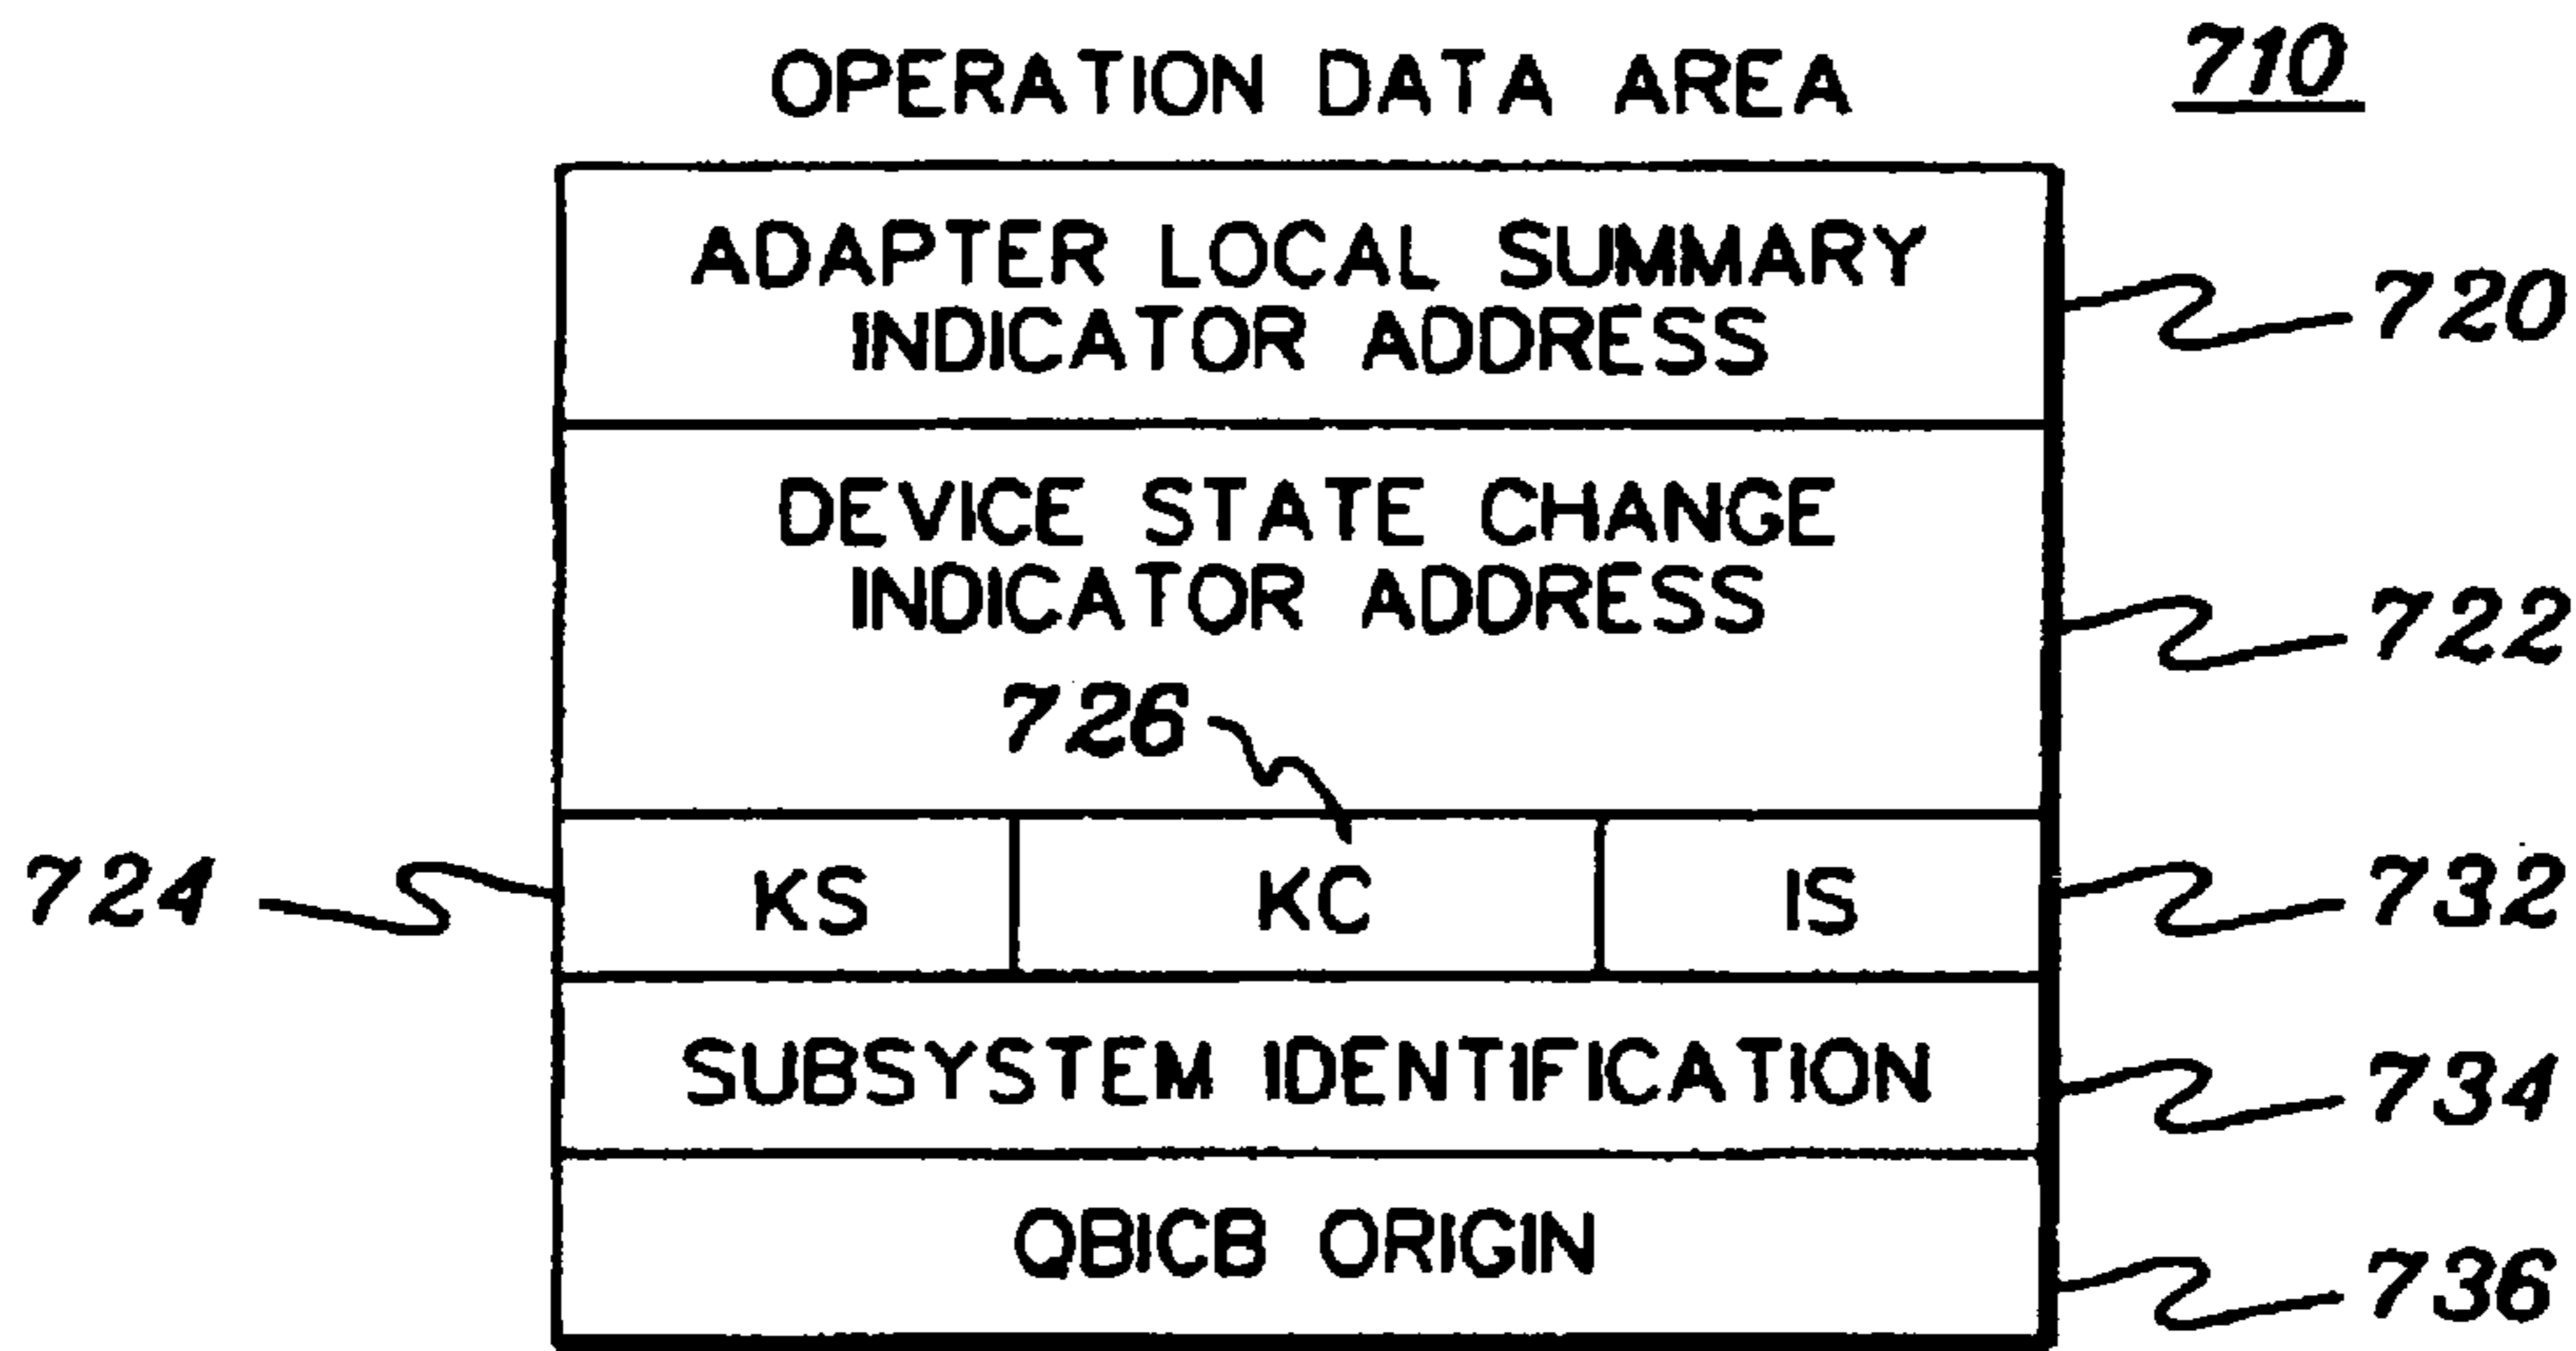 OPERATION DATA AREA 710
ADAPTER LOCAL SUMMARY
INDICATOR ADDRESS
720
DEVICE STATE CHANGE
INDICATOR ADDRESS
722
726
724 KS KC IS 732
SUBSYSTEM IDENTIFICATION 734
QBICB ORIGIN 736